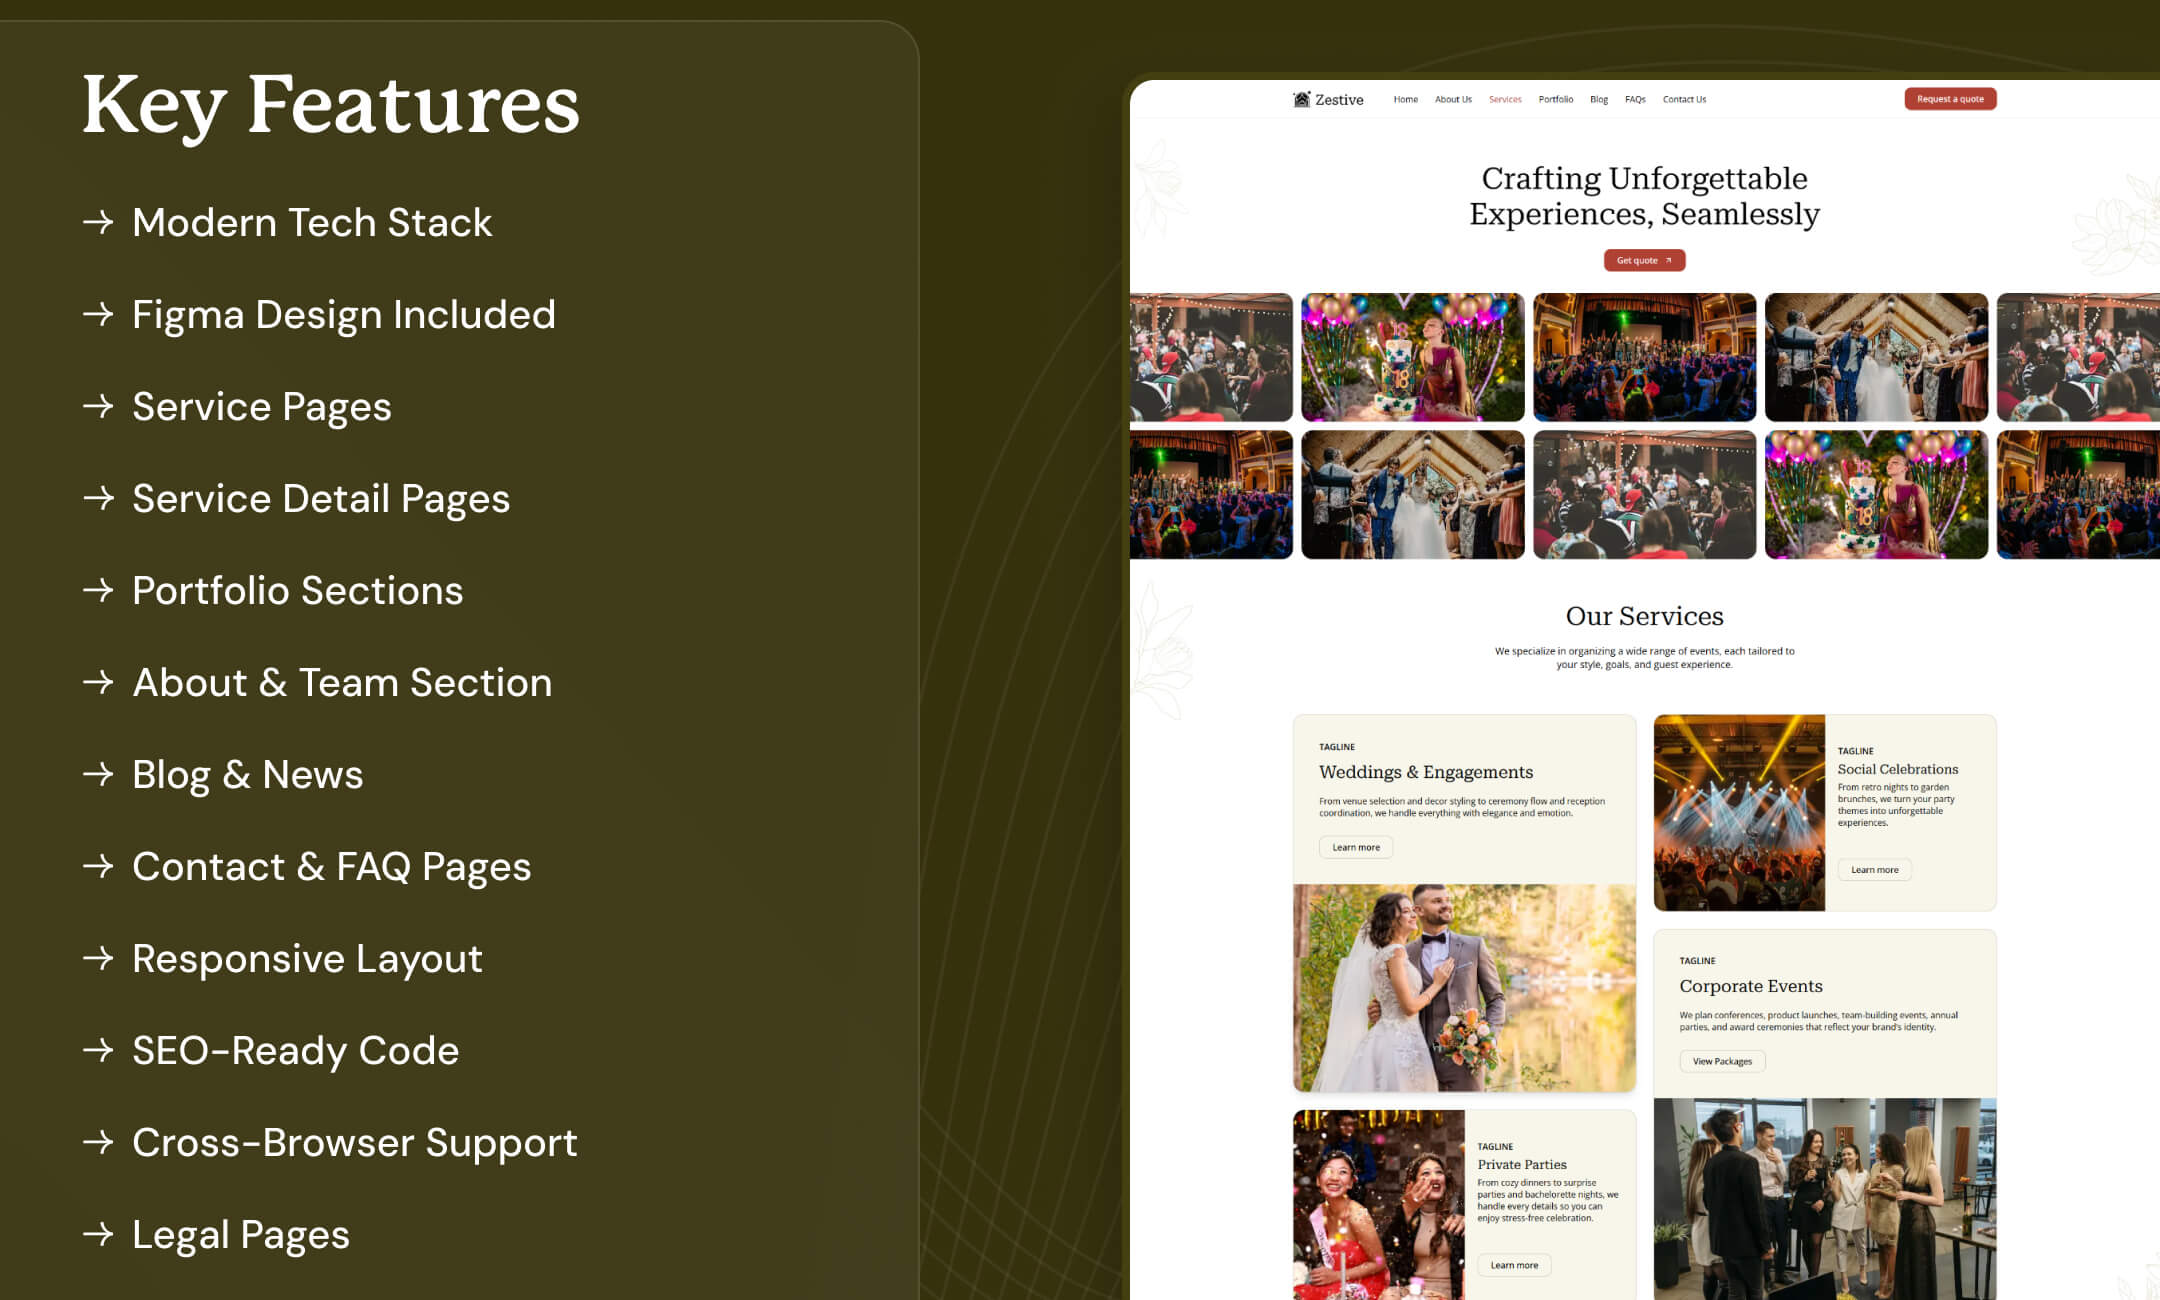 Key Features
→ Modern Tech Stack
→ Figma Design Included
→ Service Pages
→ Service Detail Pages
→ Portfolio Sections
→ About & Team Section
→ Blog & News
→ Contact & FAQ Pages
→ Responsive Layout
→ SEO-Ready Code
→ Cross-Browser Support
→ Legal Pages
Zestive Home About Us Services Portfolio Blog FAQs Contact Us Request a quote
Crafting Unforgettable
Experiences, Seamlessly
Get quote
18
18
Our Services
We specialize in organizing a wide range of events, each tailored to
your style, goals, and guest experience.
TAGLINE
Weddings & Engagements
From venue selection and decor styling to ceremony flow and reception
coordination, we handle everything with elegance and emotion.
Learn more
TAGLINE
Social Celebrations
From retro nights to garden
brunches, we turn your party
themes into unforgettable
experiences.
Learn more
TAGLINE
Corporate Events
We plan conferences, product launches, team-building events, annual
parties, and award ceremonies that reflect your brand's identity.
View Packages
TAGLINE
Private Parties
From cozy dinners to surprise
parties and bachelorette nights, we
handle every details so you can
enjoy stress-free celebration.
Learn more